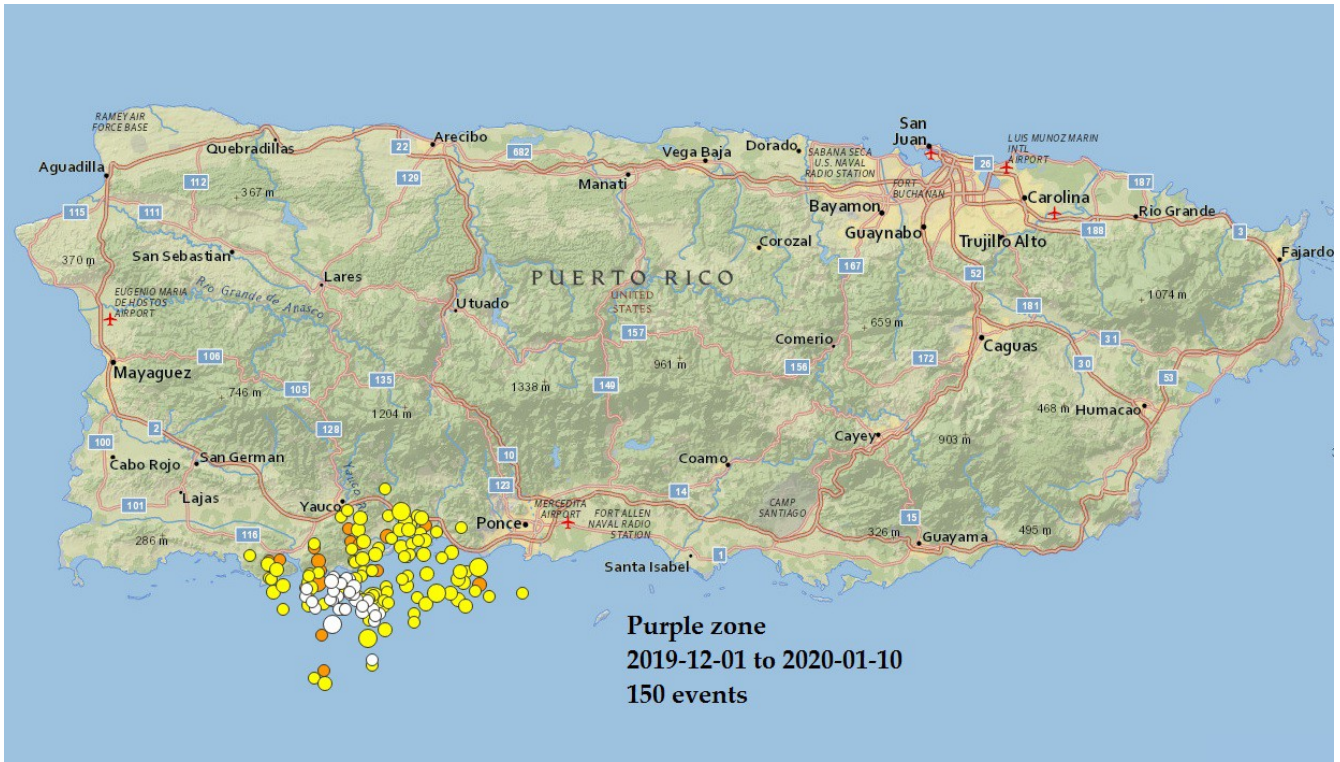 RAMEY AIR
FORCE BASE
Aguadilla
Quebradillas
22
Arecibo
682
Manati
Vega Baja
Dorado
SABANA SECA
U.S. NAVAL
RADIO STATION
San
Juan
LUIS MUÑOZ MARIN
INTL
AIRPORT
26
FORT
BUCHANAN
Carolina
187
Rio Grande
188
3
Fajardo
112
129
367 m
115
111
Bayamon
Guaynabo
Trujillo Alto
Corozal
167
52
370 m
San Sebastian
Lares
Rio Grande de Añasco
EUGENIO MARIA
DE HOSTOS
AIRPORT
Utuado
PUERTO RICO
UNITED
STATES
1074 m
181
659 m
157
Comerio
Caguas
31
30
53
106
Mayaguez
105
135
746 m
1204 m
1338 m
149
961 m
156
172
468 m
Humacao
2
128
100
Cabo Rojo
San German
10
Coamo
Cayey
903 m
101
Lajas
Yauco
Yauco
123
14
MERCEDITA
AIRPORT
Ponce
FORT ALLEN
NAVAL RADIO
STATION
CAMP
SANTIAGO
15
326 m
495 m
Guayama
286 m
116
1
Santa Isabel
Purple zone
2019-12-01 to 2020-01-10
150 events